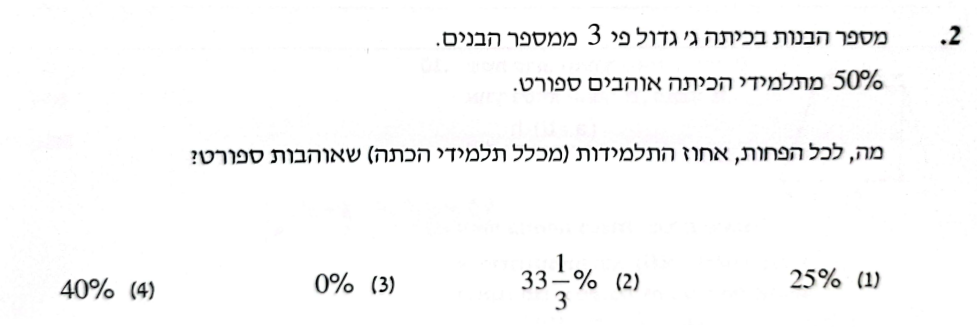 2. מספר הבנות בכיתה ג' גדול פי 3 ממספר הבנים.
50% מתלמידי הכיתה אוהבים ספורט.
מה, לכל הפחות, אחוז התלמידות (מכלל תלמידי הכתה) שאוהבות ספורט?
(1) 25% (2) 33 1/3% (3) 0% (4) 40%